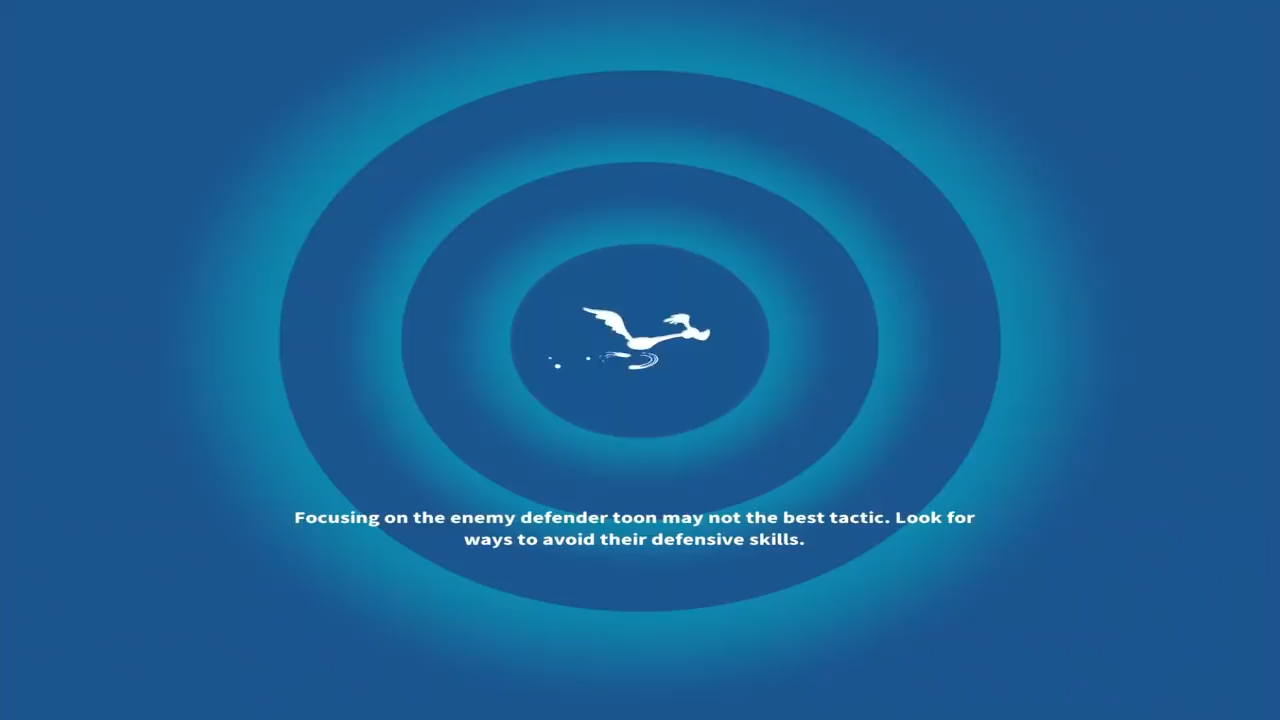 Focusing on the enemy defender toon may not the best tactic. Look for
ways to avoid their defensive skills.